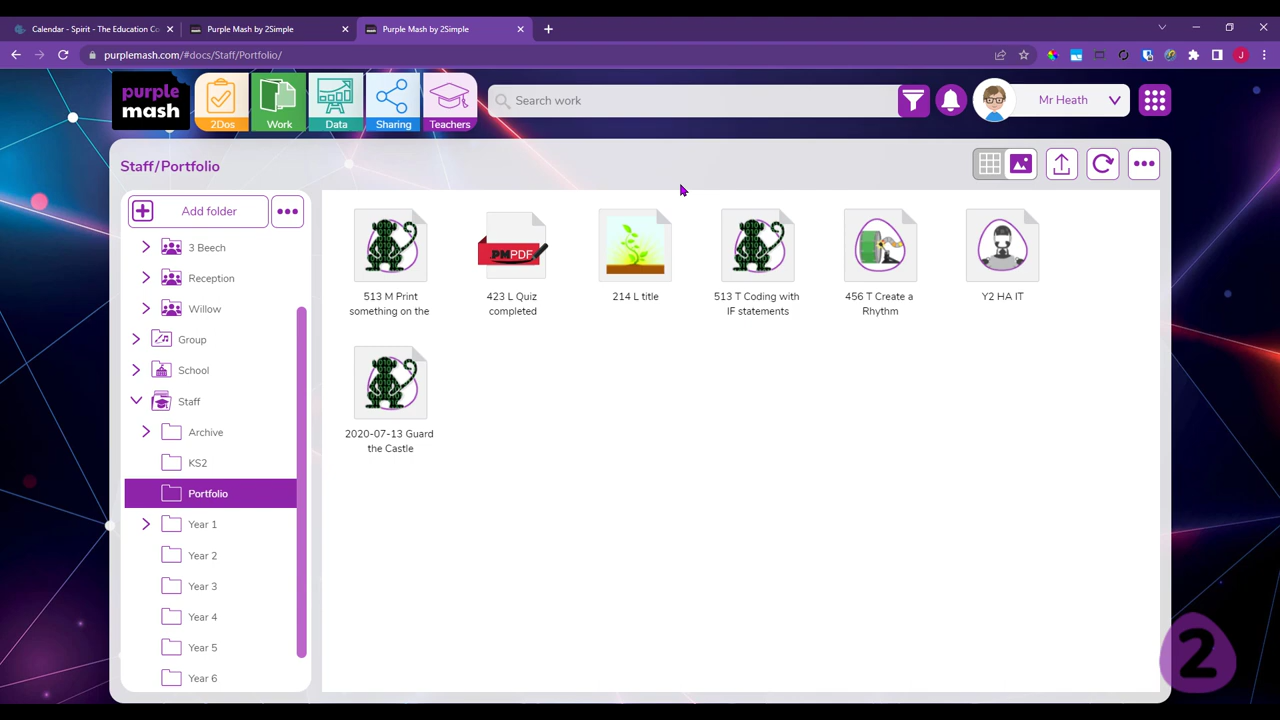 Calendar - Spirit - The Education Co
Purple Mash by 2Simple
Purple Mash by 2Simple
purplemash.com/#docs/Staff/Portfolio/
J
purple
mash
2Dos
Work
Data
Sharing
Teachers
Search work
Mr Heath
Staff/Portfolio
Add folder
3 Beech
Reception
Willow
Group
School
Staff
Archive
KS2
Portfolio
Year 1
Year 2
Year 3
Year 4
Year 5
Year 6
513 M Print
something on the
PMPDF
423 L Quiz
completed
214 L title
513 T Coding with
IF statements
456 T Create a
Rhythm
Y2 HA IT
2020-07-13 Guard
the Castle
2